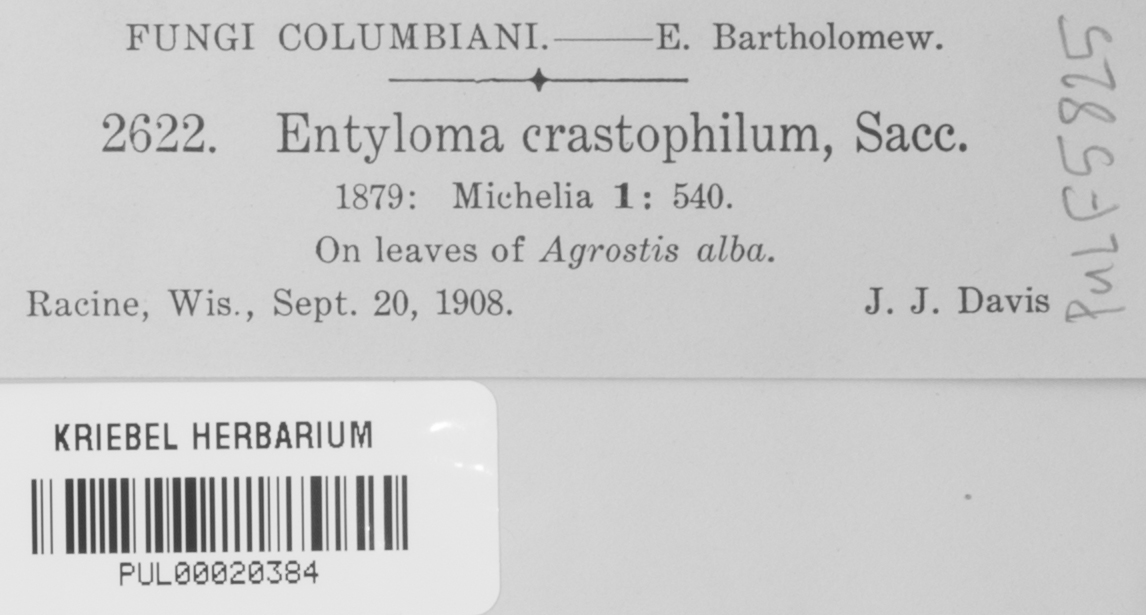 FUNGI COLUMBIANI.——E. Bartholomew.
2622. Entyloma crastophilum, Sacc.
1879: Michelia 1: 540.
On leaves of Agrostis alba.
Racine, Wis., Sept. 20, 1908. J. J. Davis
PUL F5825
KRIEBEL HERBARIUM
PUL00020384